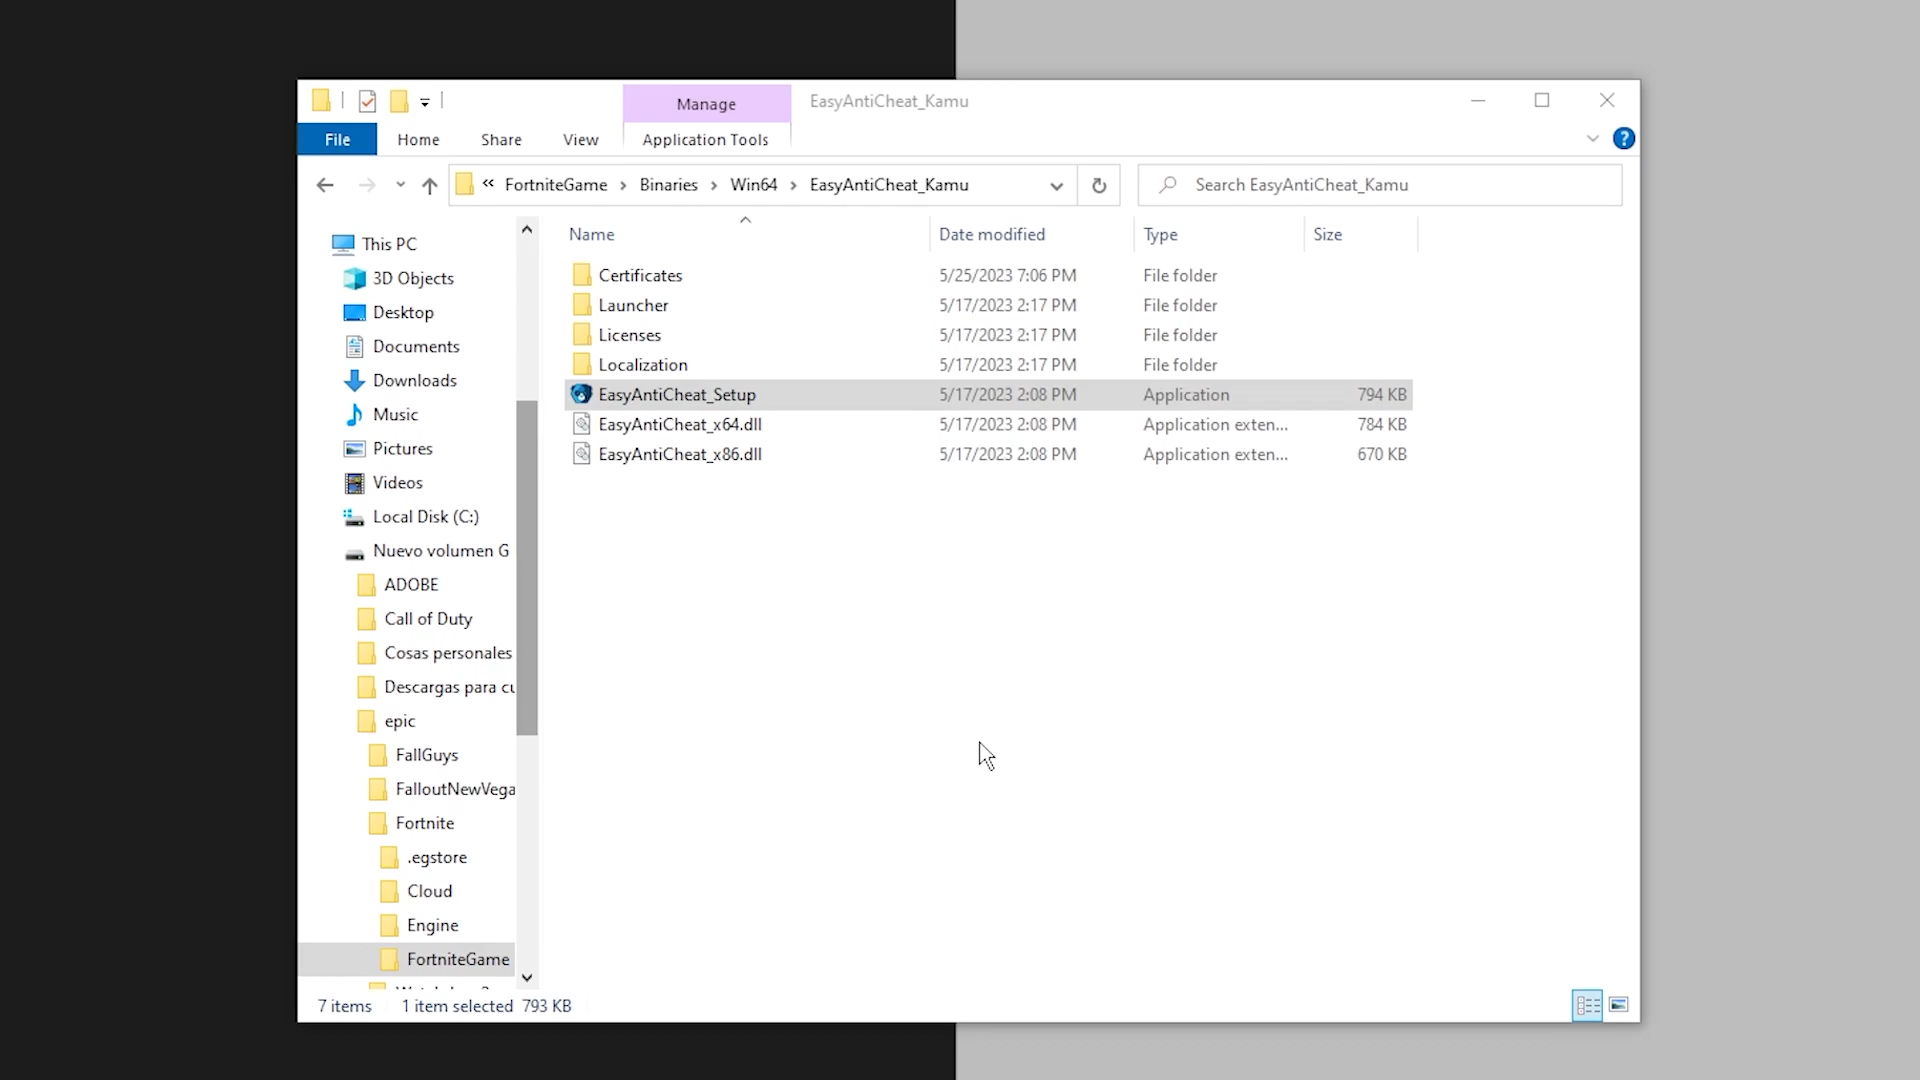 Manage
EasyAntiCheat_Kamu
File
Home
Share
View
Application Tools
« FortniteGame > Binaries > Win64 > EasyAntiCheat_Kamu
Search EasyAntiCheat_Kamu
Name
Date modified
Type
Size
This PC
3D Objects
Desktop
Documents
Downloads
Music
Pictures
Videos
Local Disk (C:)
Nuevo volumen G
ADOBE
Call of Duty
Cosas personales
Descargas para cu
epic
FallGuys
FalloutNewVega
Fortnite
.egstore
Cloud
Engine
FortniteGame
Certificates 5/25/2023 7:06 PM File folder
Launcher 5/17/2023 2:17 PM File folder
Licenses 5/17/2023 2:17 PM File folder
Localization 5/17/2023 2:17 PM File folder
EasyAntiCheat_Setup 5/17/2023 2:08 PM Application 794 KB
EasyAntiCheat_x64.dll 5/17/2023 2:08 PM Application exten... 784 KB
EasyAntiCheat_x86.dll 5/17/2023 2:08 PM Application exten... 670 KB
7 items 1 item selected 793 KB